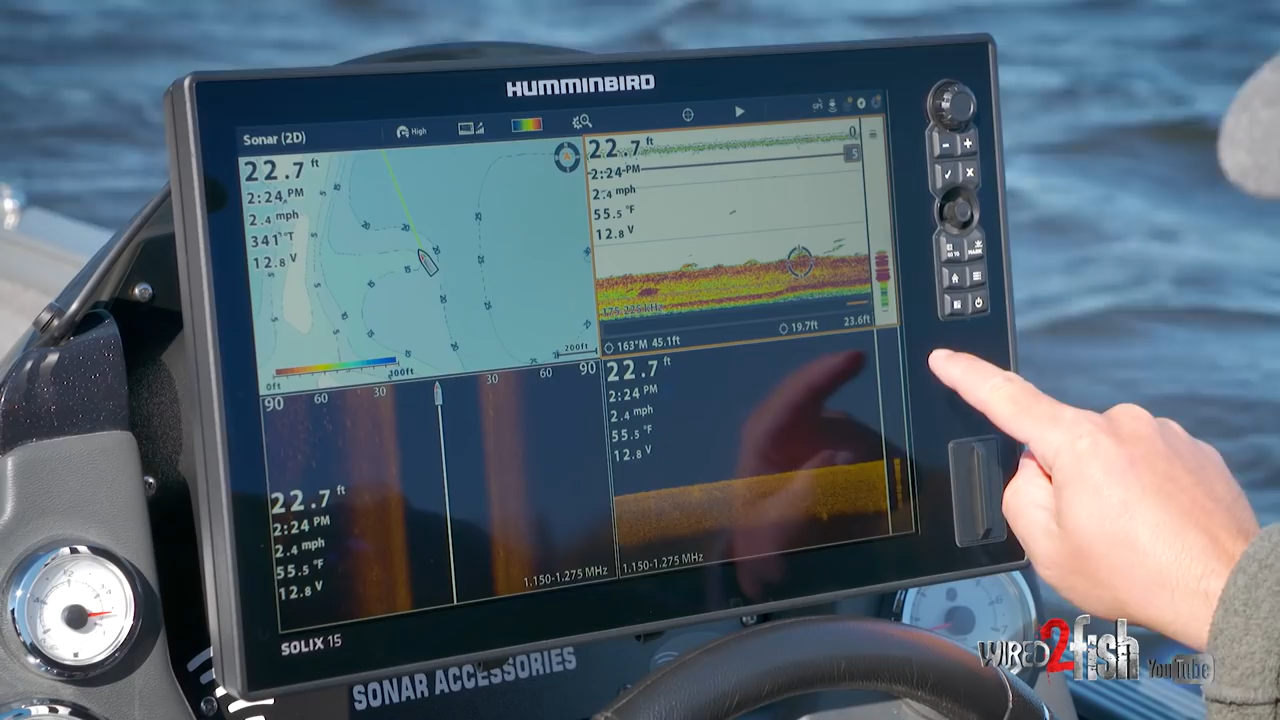 HUMMINBIRD
Sonar (2D)
High
22.7 ft
2:24 PM
2.4 mph
341°T
12.8 V
0ft
100ft
200ft
22.7 ft
2:24 PM
2.4 mph
55.5 °F
12.8 V
0
5
175-225 kHz
163°M 45.1ft
19.7ft
23.6ft
90 60 30 30 60 90
22.7 ft
2:24 PM
2.4 mph
55.5 °F
12.8 V
1.150-1.275 MHz
22.7 ft
2:24 PM
2.4 mph
55.5 °F
12.8 V
1.150-1.275 MHz
GO TO
MARK
SOLIX 15
SONAR ACCESSORIES
WIRED2fish YouTube